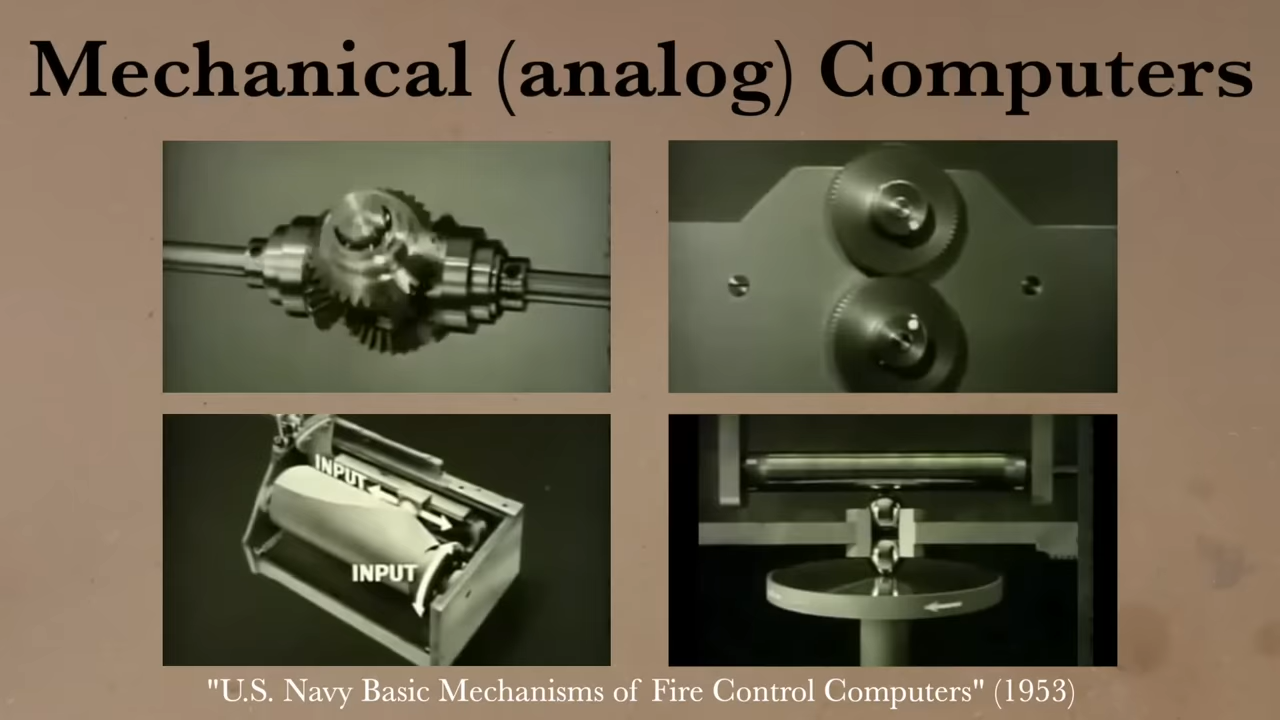 Mechanical (analog) Computers
INPUT
INPUT
"U.S. Navy Basic Mechanisms of Fire Control Computers" (1953)